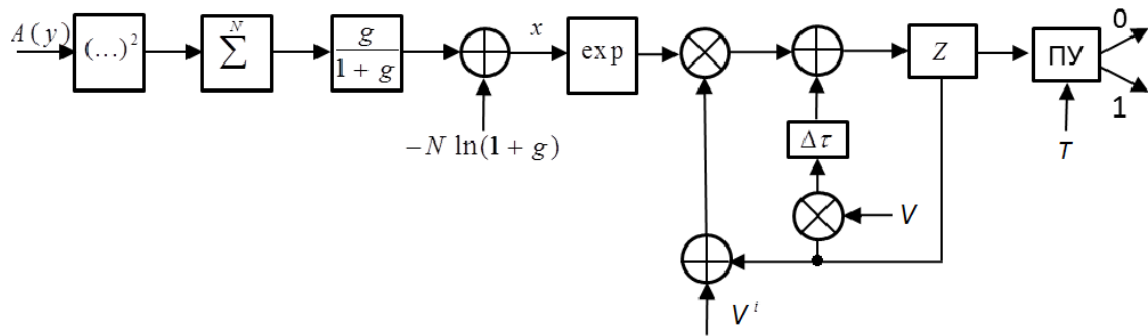 A(y)
(...)²
N
∑
g
1 + g
x
-N ln(1 + g)
exp
Z
ПУ
0
1
T
Δτ
V
V^i